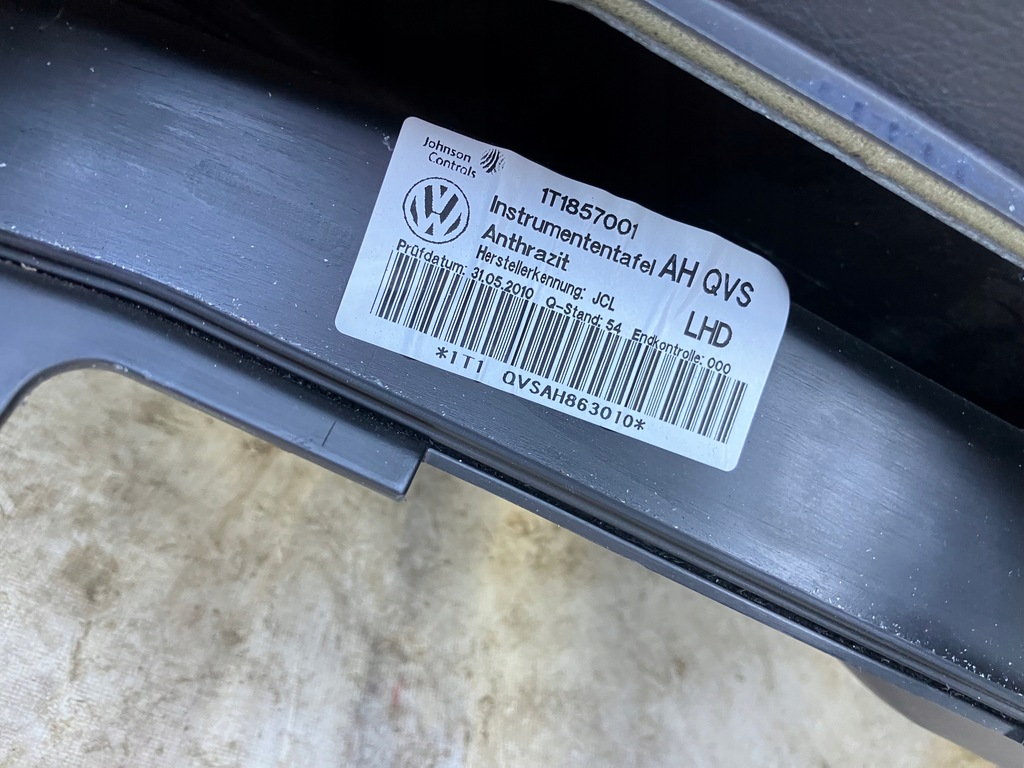 Johnson
Controls
1T1857001
Instrumententafel AH QVS
Anthrazit
Herstellerkennung: JCL LHD
Prüfdatum: 31.05.2010 Q-Stand: 54 Endkontrolle: 000
*1T1 QVSAH863010*